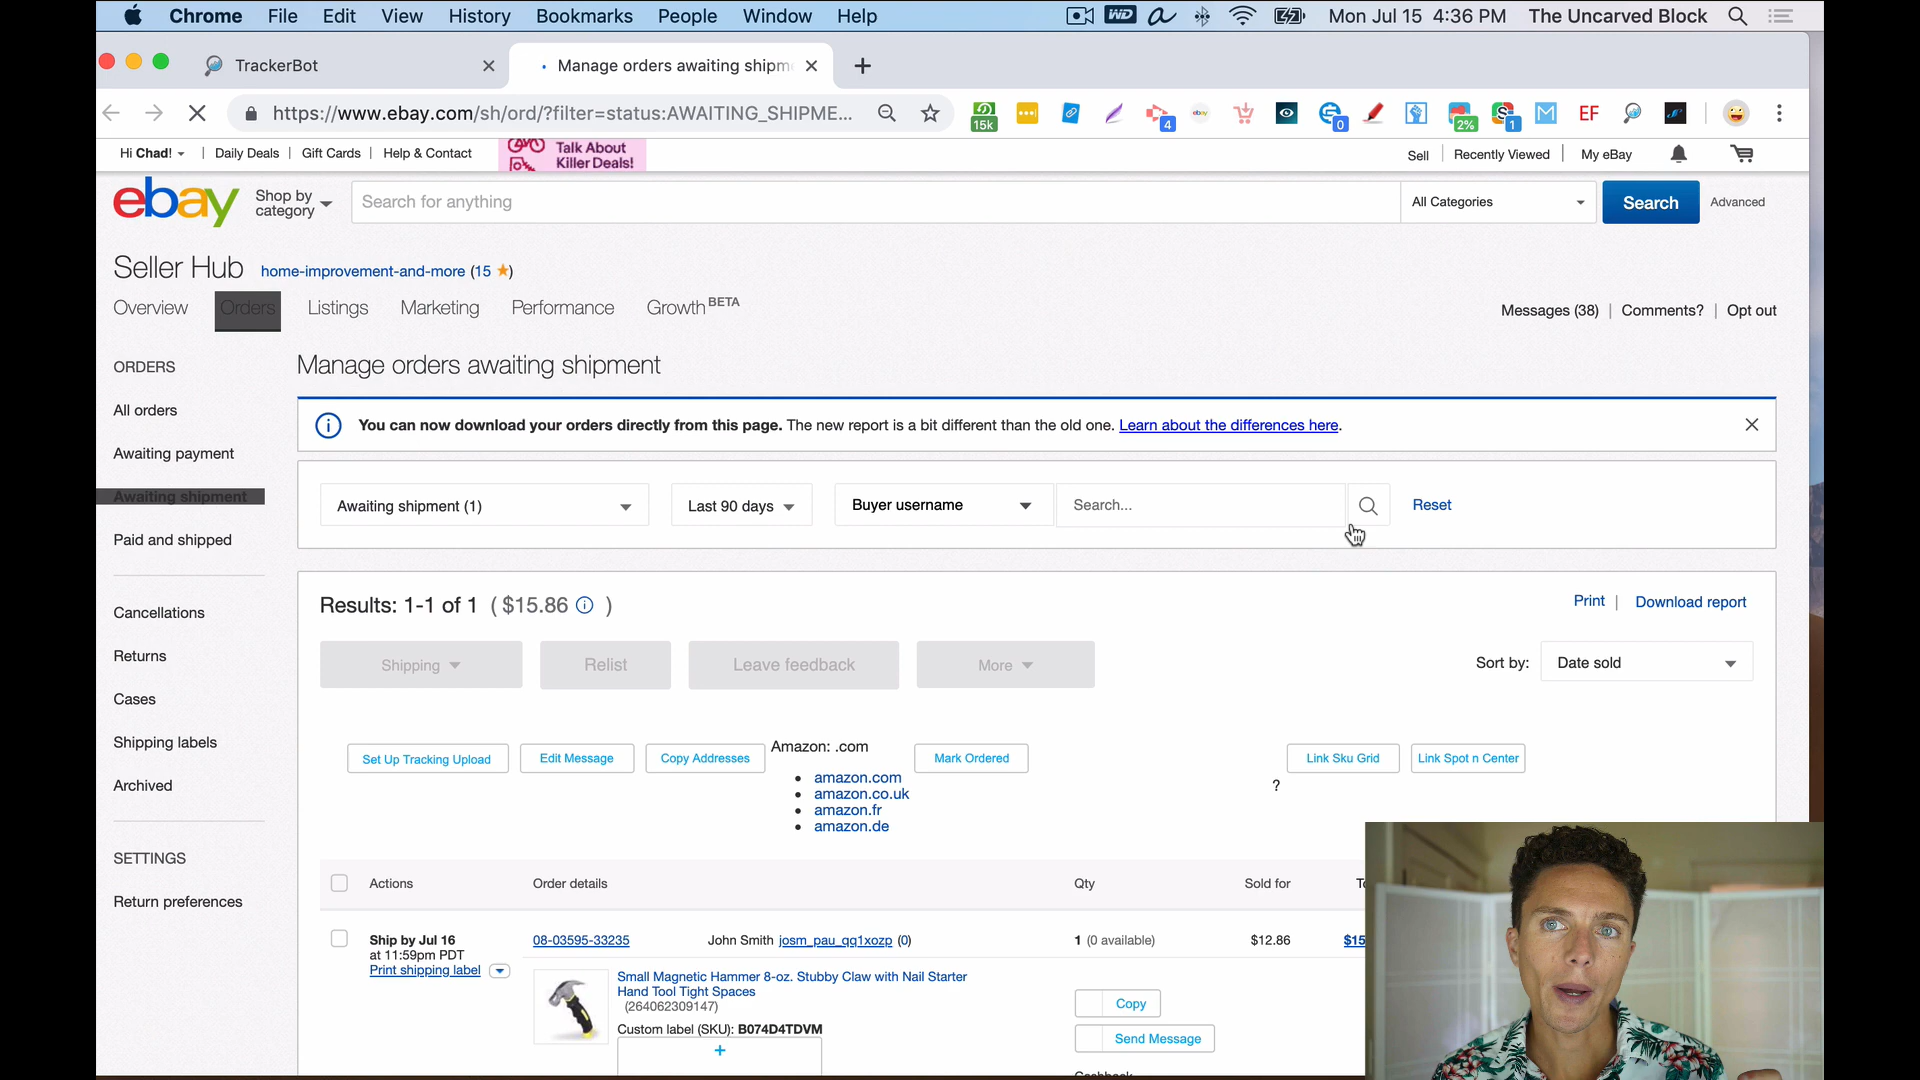 Chrome File Edit View History Bookmarks People Window Help
WD
Mon Jul 15 4:36 PM The Uncarved Block
TrackerBot
Manage orders awaiting shipm
https://www.ebay.com/sh/ord/?filter=status:AWAITING_SHIPME...
15k
4
ebay
0
2%
S
1
M
EF
Hi Chad! | Daily Deals | Gift Cards | Help & Contact
Talk About
Killer Deals!
Sell Recently Viewed My eBay
ebay
Shop by
category
Search for anything
All Categories
Search
Advanced
Seller Hub home-improvement-and-more (15 ★)
Overview Orders Listings Marketing Performance Growth BETA
Messages (38) | Comments? | Opt out
ORDERS
All orders
Awaiting payment
Awaiting shipment
Paid and shipped
Cancellations
Returns
Cases
Shipping labels
Archived
SETTINGS
Return preferences
Manage orders awaiting shipment
You can now download your orders directly from this page. The new report is a bit different than the old one. Learn about the differences here.
Awaiting shipment (1)
Last 90 days
Buyer username
Search...
Reset
Results: 1-1 of 1 ( $15.86 )
Print | Download report
Shipping
Relist
Leave feedback
More
Sort by: Date sold
Set Up Tracking Upload
Edit Message
Copy Addresses
Amazon: .com
• amazon.com
• amazon.co.uk
• amazon.fr
• amazon.de
Mark Ordered
?
Link Sku Grid
Link Spot n Center
Actions Order details Qty Sold for
Ship by Jul 16
at 11:59pm PDT
Print shipping label
08-03595-33235 John Smith josm_pau_qq1xozp (0) 1 (0 available) $12.86 $15
Small Magnetic Hammer 8-oz. Stubby Claw with Nail Starter
Hand Tool Tight Spaces
(264062309147)
Custom label (SKU): B074D4TDVM
+
Copy
Send Message